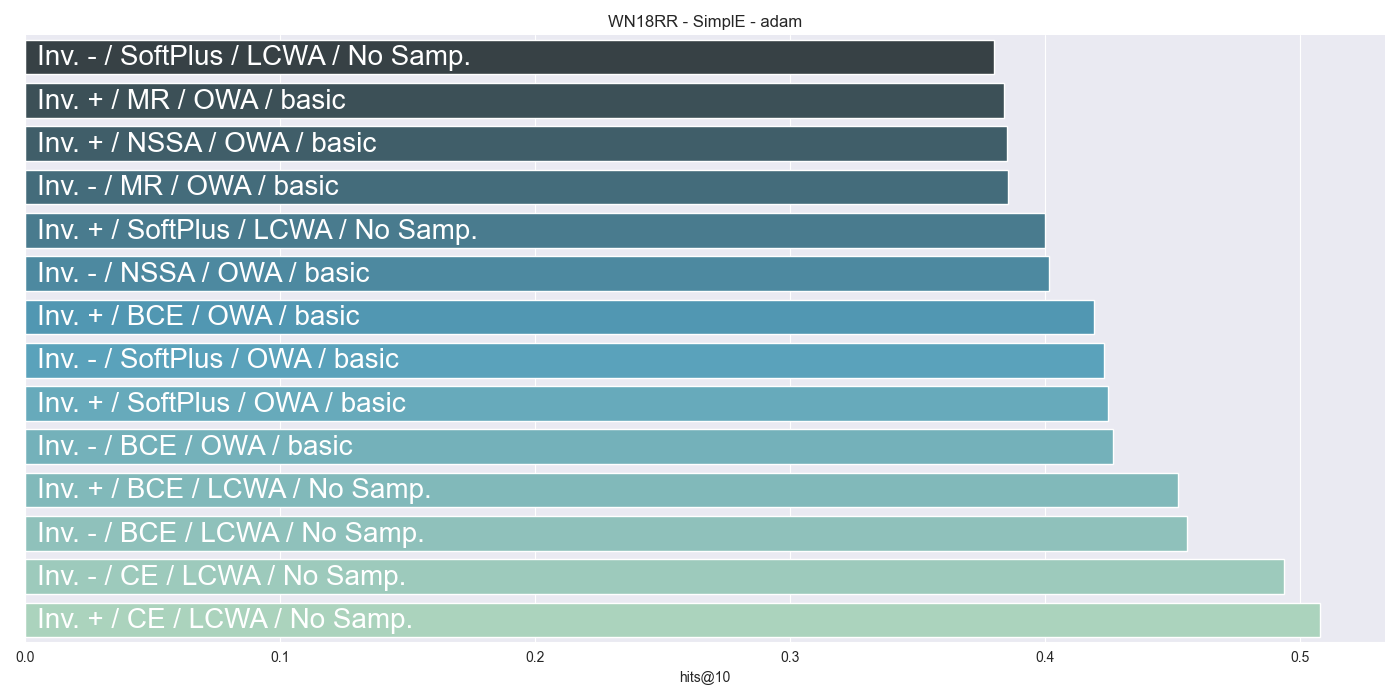 WN18RR - SimplE - adam
Inv. - / SoftPlus / LCWA / No Samp.
Inv. + / MR / OWA / basic
Inv. + / NSSA / OWA / basic
Inv. - / MR / OWA / basic
Inv. + / SoftPlus / LCWA / No Samp.
Inv. - / NSSA / OWA / basic
Inv. + / BCE / OWA / basic
Inv. - / SoftPlus / OWA / basic
Inv. + / SoftPlus / OWA / basic
Inv. - / BCE / OWA / basic
Inv. + / BCE / LCWA / No Samp.
Inv. - / BCE / LCWA / No Samp.
Inv. - / CE / LCWA / No Samp.
Inv. + / CE / LCWA / No Samp.
0.0 0.1 0.2 0.3 0.4 0.5
hits@10